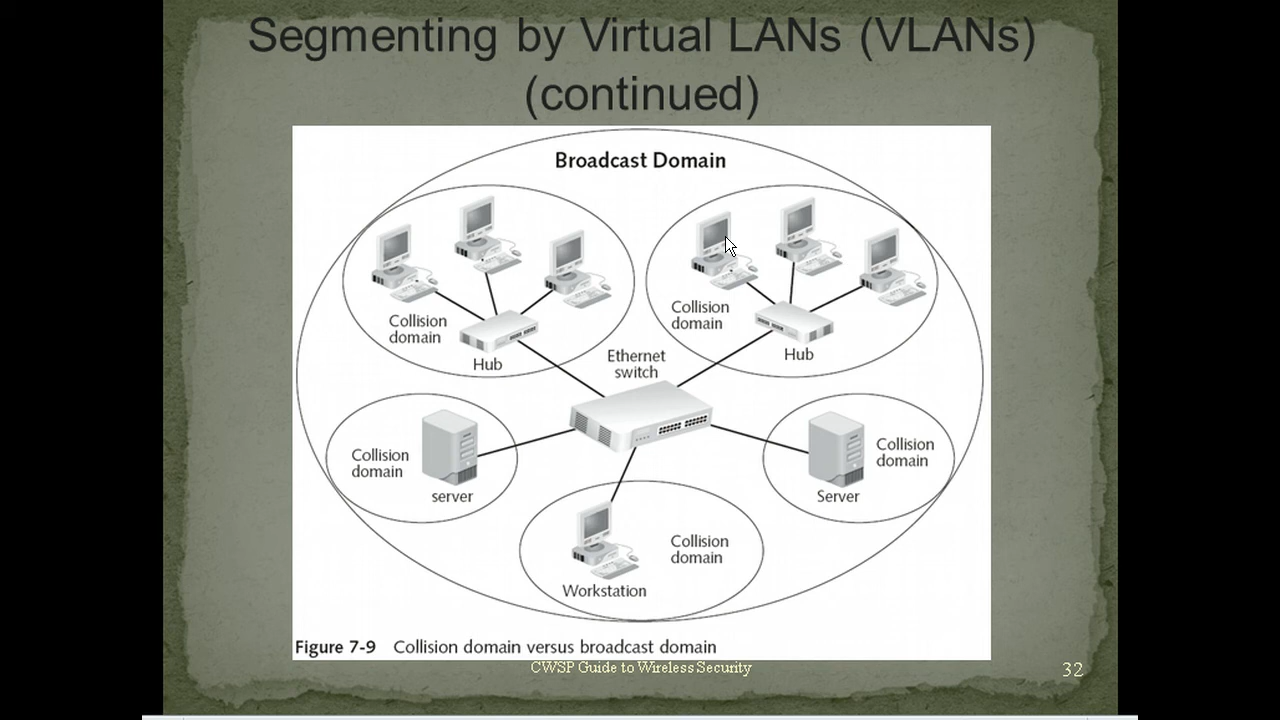 Segmenting by Virtual LANs (VLANs)
(continued)
Broadcast Domain
Collision
domain
Hub
Collision
domain
Hub
Ethernet
switch
Collision
domain
server
Collision
domain
Server
Collision
domain
Workstation
Figure 7-9 Collision domain versus broadcast domain
CWSP Guide to Wireless Security
32